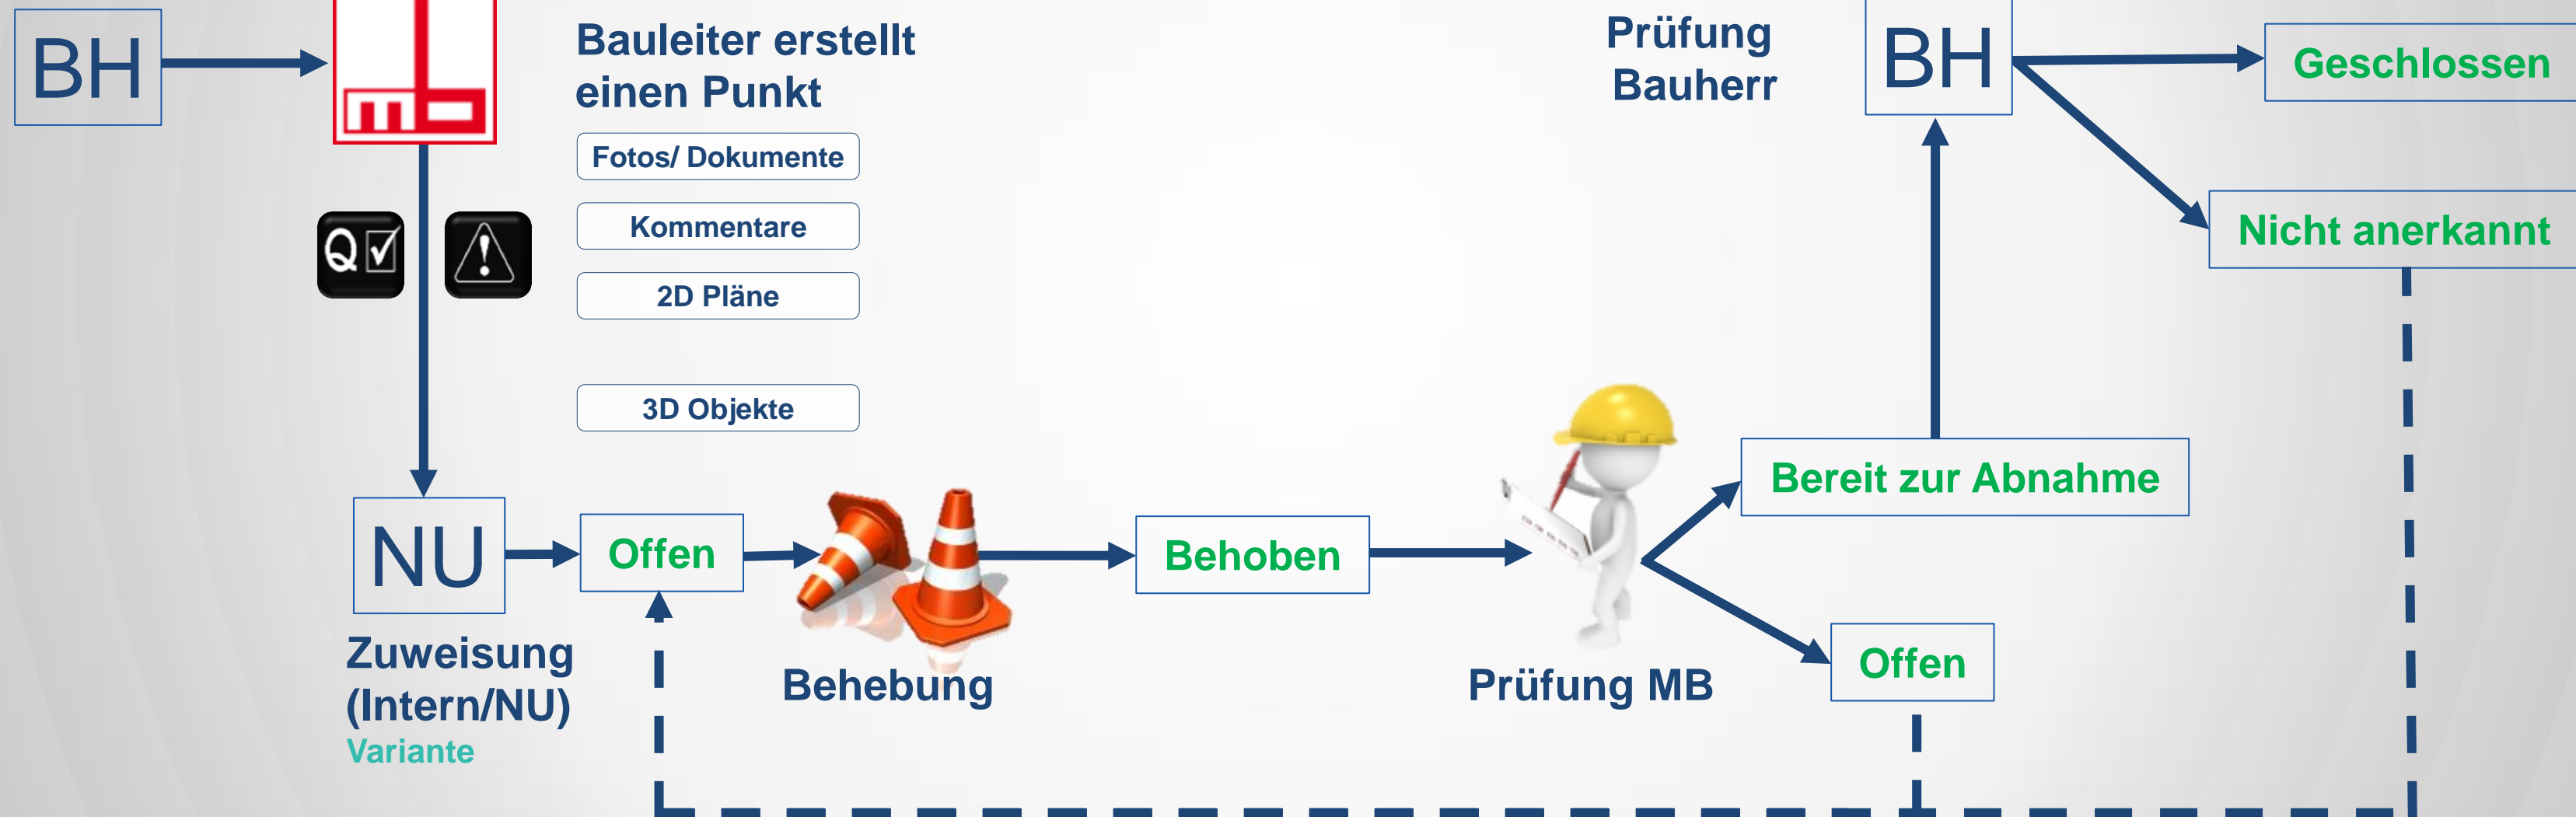 BH
mb
Bauleiter erstellt
einen Punkt
Fotos/ Dokumente
Kommentare
2D Pläne
3D Objekte
Q
NU
Zuweisung
(Intern/NU)
Variante
Offen
Behebung
Behoben
Prüfung MB
Bereit zur Abnahme
Offen
Prüfung
Bauherr
BH
Geschlossen
Nicht anerkannt